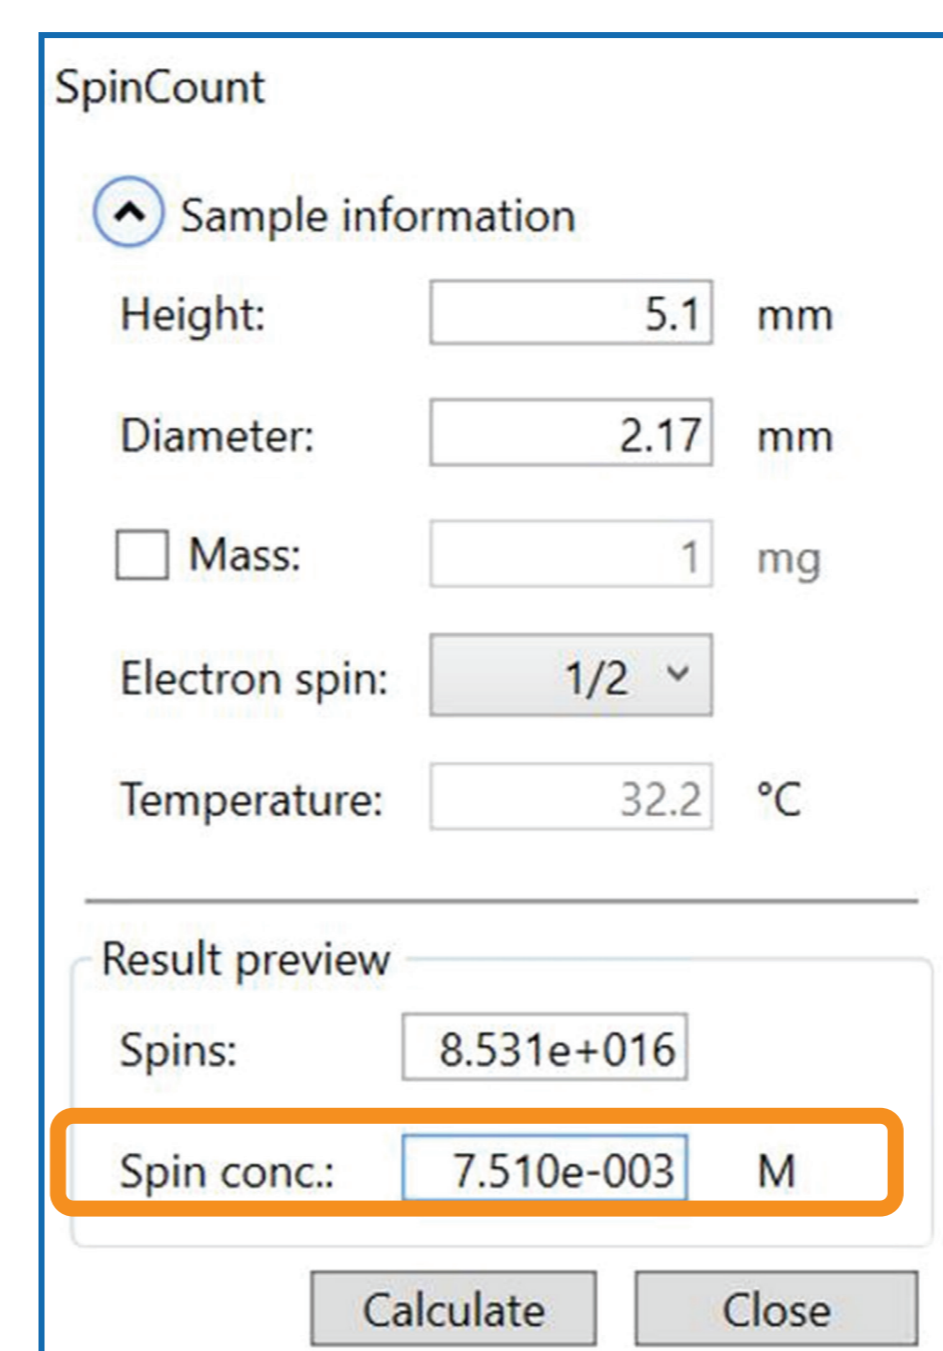 SpinCount
Sample information
Height: 5.1 mm
Diameter: 2.17 mm
Mass: 1 mg
Electron spin: 1/2
Temperature: 32.2 °C
Result preview
Spins: 8.531e+016
Spin conc.: 7.510e-003 M
Calculate Close